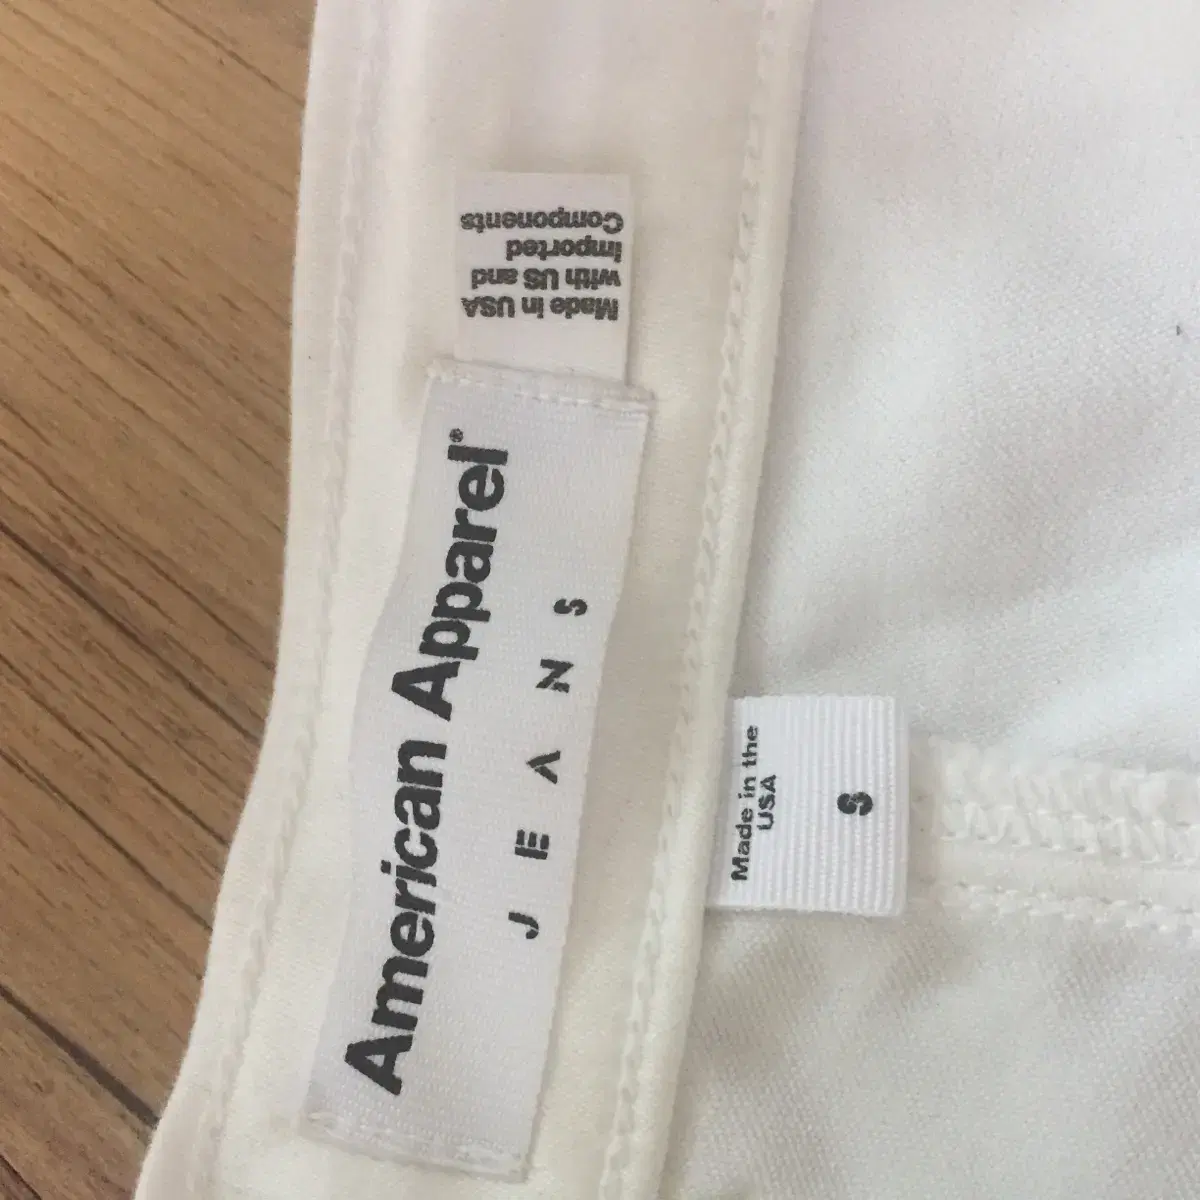 American Apparel®
JEANS
Made in USA
with US and
Imported
Components
Made in the
USA
S